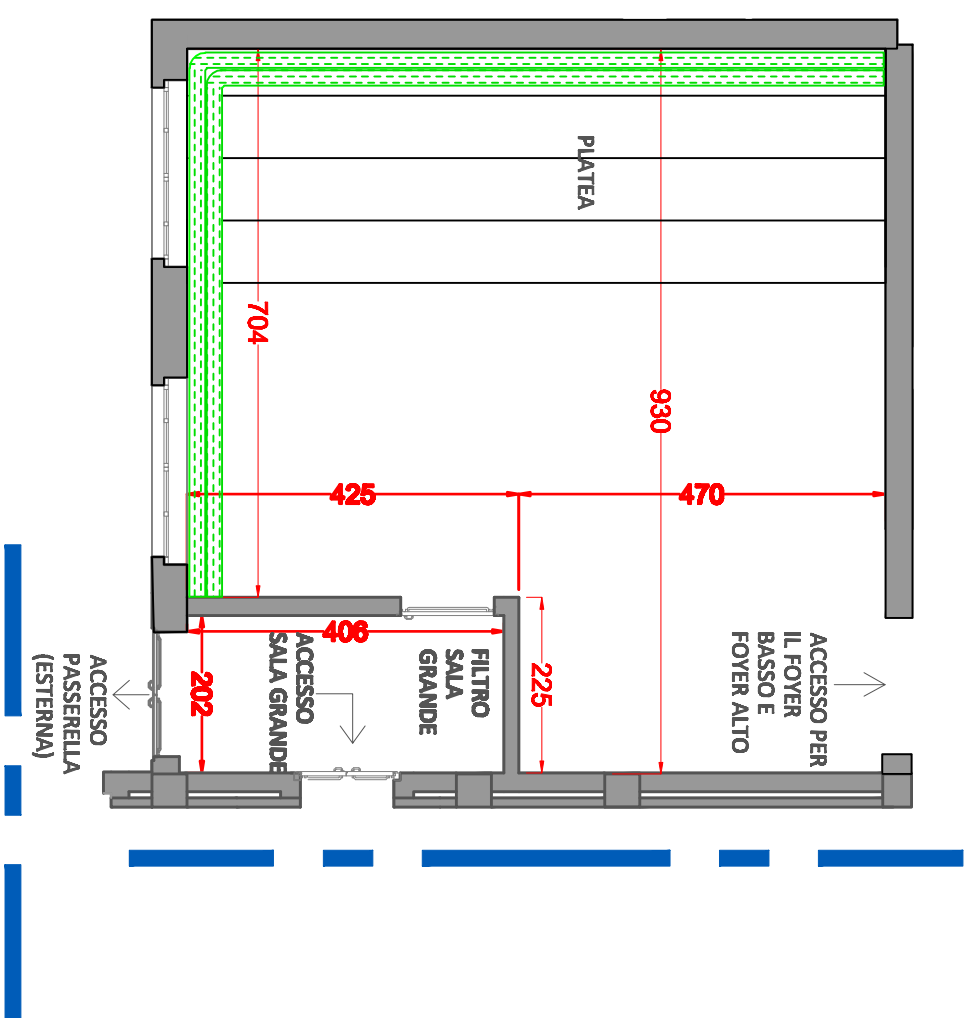 PLATEA
704
930
425
470
406
202
225
ACCESSO
SALA GRANDE
FILTRO
SALA
GRANDE
ACCESSO PER
IL FOYER
BASSO E
FOYER ALTO
ACCESSO
PASSERELLA
(ESTERNA)